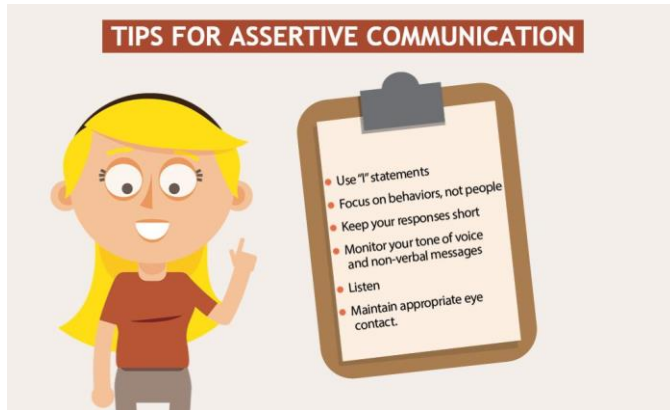 TIPS FOR ASSERTIVE COMMUNICATION
Use "I" statements
Focus on behaviors, not people
Keep your responses short
Monitor your tone of voice
and non-verbal messages
Listen
Maintain appropriate eye
contact.